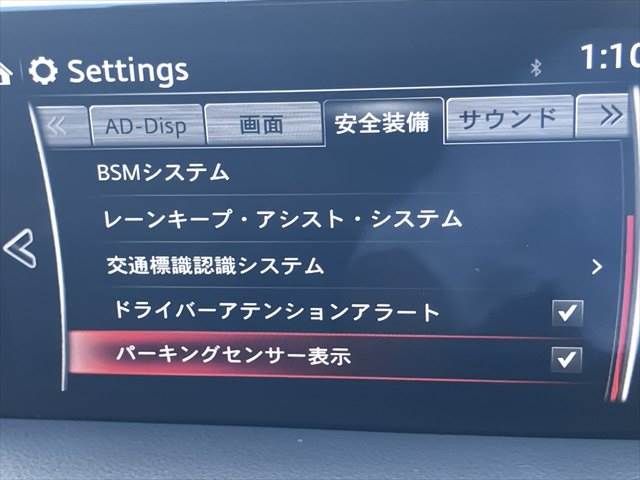 Settings
1:10
AD-Disp
画面
安全装備
サウンド
BSMシステム
レーンキープ・アシスト・システム
交通標識認識システム
ドライバーアテンションアラート
パーキングセンサー表示